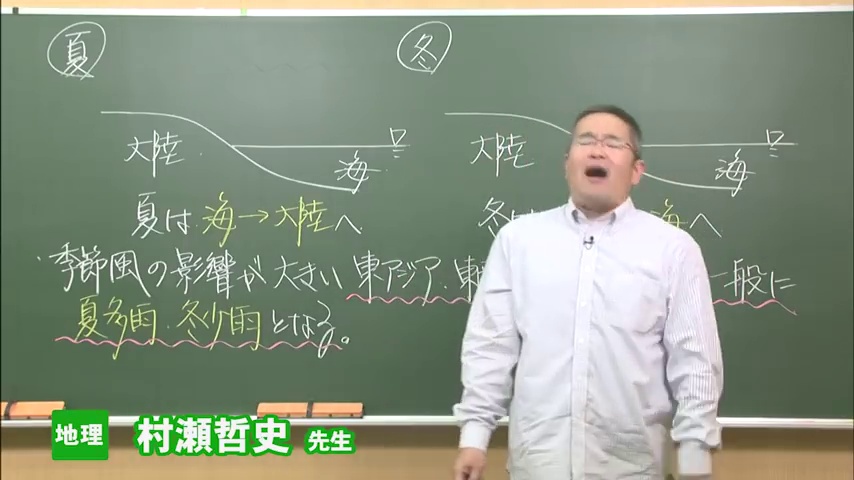 夏
冬
大陸
海
大陸
海
夏は 海→大陸へ
冬は 海へ
・季節風の影響が大きい 東アジア・東 一般に
夏多雨・冬少雨となる。
地理 村瀬哲史 先生